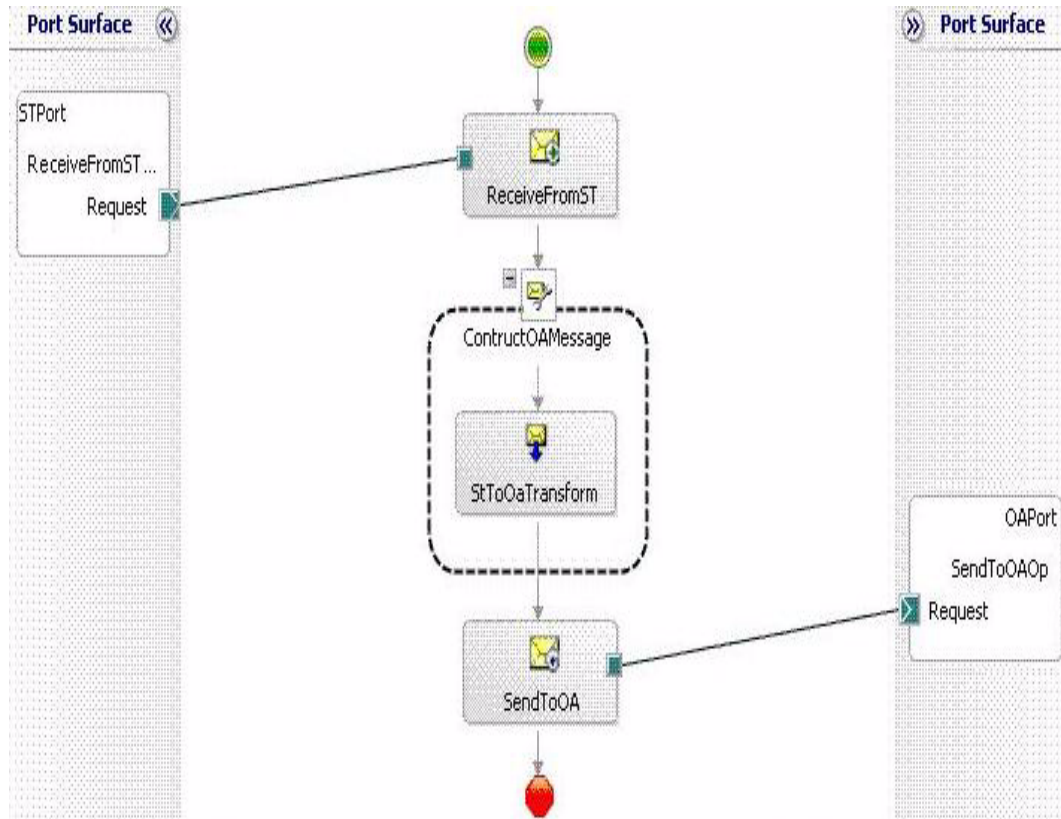 Port Surface
Port Surface
STPort
ReceiveFromST...
Request
ReceiveFromST
ContructOAMessage
StToOaTransform
OAPort
SendToOAOp
Request
SendToOA